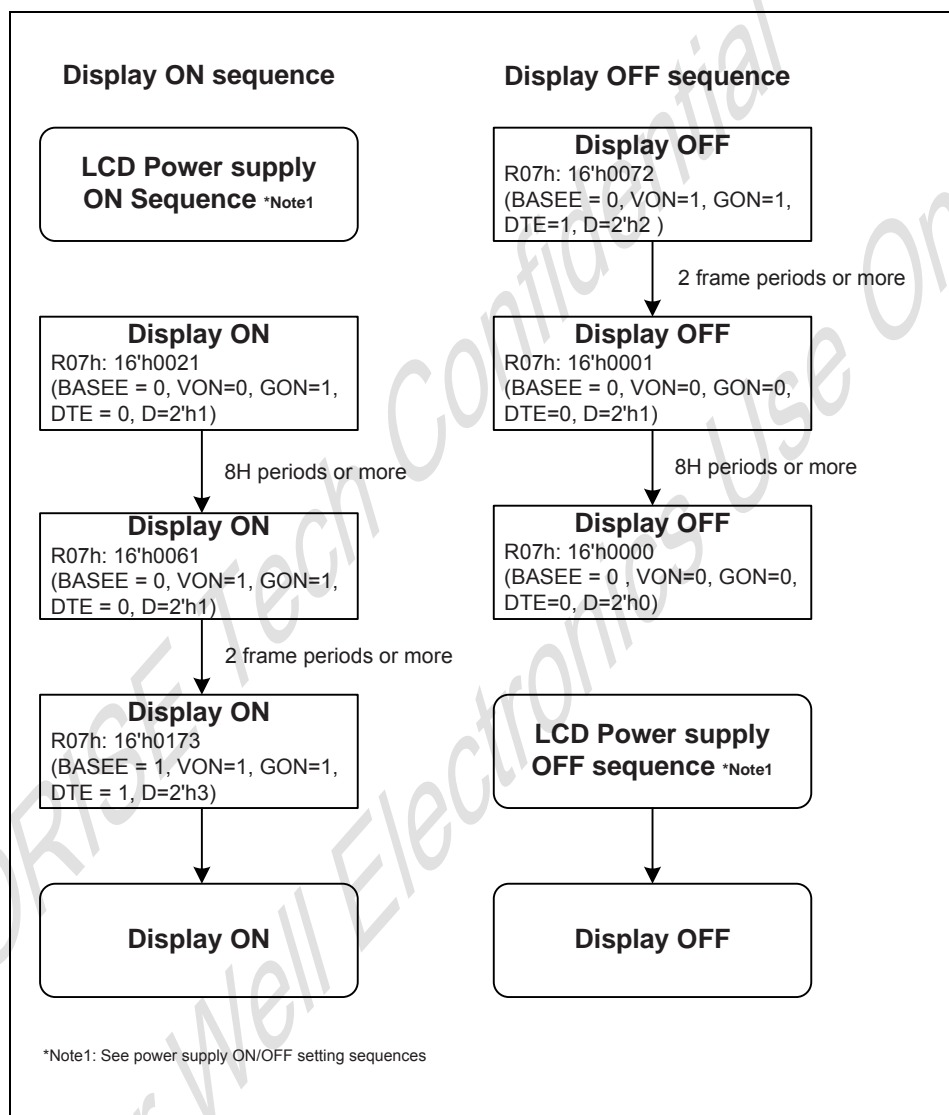 Display ON sequence
LCD Power supply
ON Sequence *Note1
Display ON
R07h: 16'h0021
(BASEE = 0, VON=0, GON=1,
DTE = 0, D=2'h1)
8H periods or more
Display ON
R07h: 16'h0061
(BASEE = 0, VON=1, GON=1,
DTE = 0, D=2'h1)
2 frame periods or more
Display ON
R07h: 16'h0173
(BASEE = 1, VON=1, GON=1,
DTE = 1, D=2'h3)
Display ON
Display OFF sequence
Display OFF
R07h: 16'h0072
(BASEE = 0, VON=1, GON=1,
DTE=1, D=2'h2 )
2 frame periods or more
Display OFF
R07h: 16'h0001
(BASEE = 0, VON=0, GON=0,
DTE=0, D=2'h1)
8H periods or more
Display OFF
R07h: 16'h0000
(BASEE = 0 , VON=0, GON=0,
DTE=0, D=2'h0)
LCD Power supply
OFF sequence *Note1
Display OFF
*Note1: See power supply ON/OFF setting sequences
ORISE Tech Confidential
Well Electronics Use